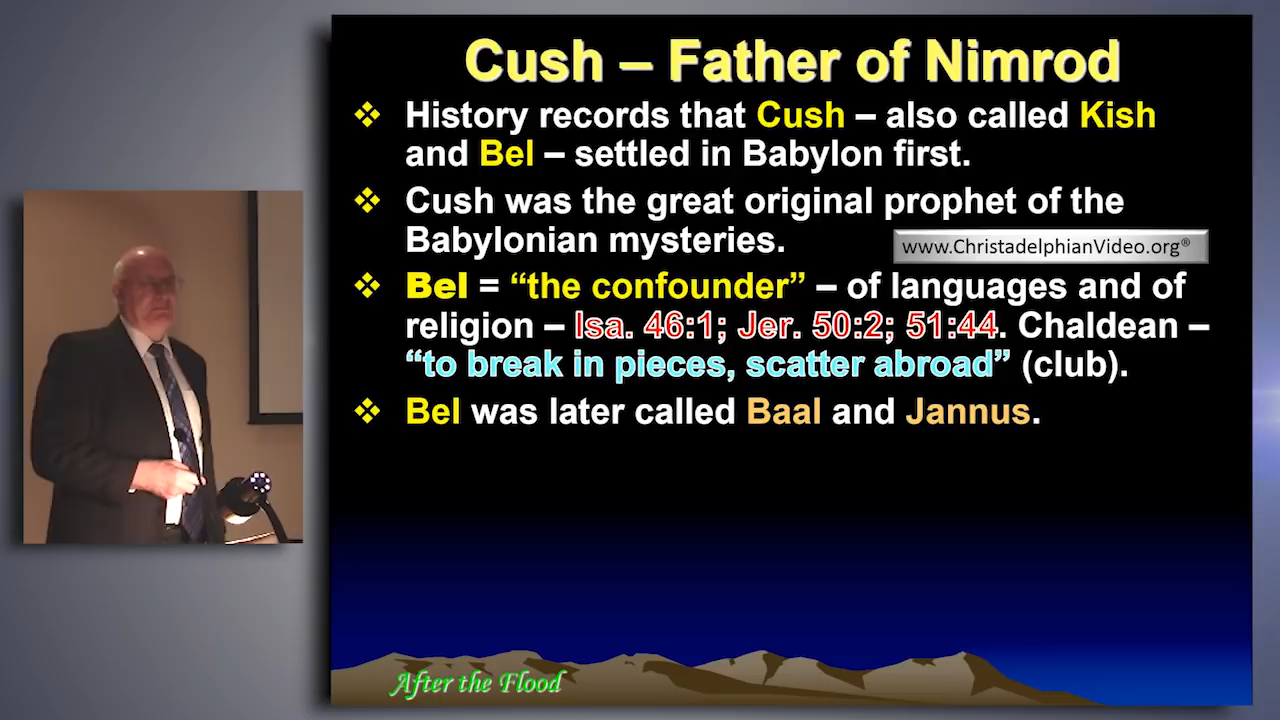 Cush – Father of Nimrod
❖ History records that Cush – also called Kish
and Bel – settled in Babylon first.
❖ Cush was the great original prophet of the
Babylonian mysteries.
www.ChristadelphianVideo.org®
❖ Bel = “the confounder” – of languages and of
religion – Isa. 46:1; Jer. 50:2; 51:44. Chaldean –
“to break in pieces, scatter abroad” (club).
❖ Bel was later called Baal and Jannus.
After the Flood